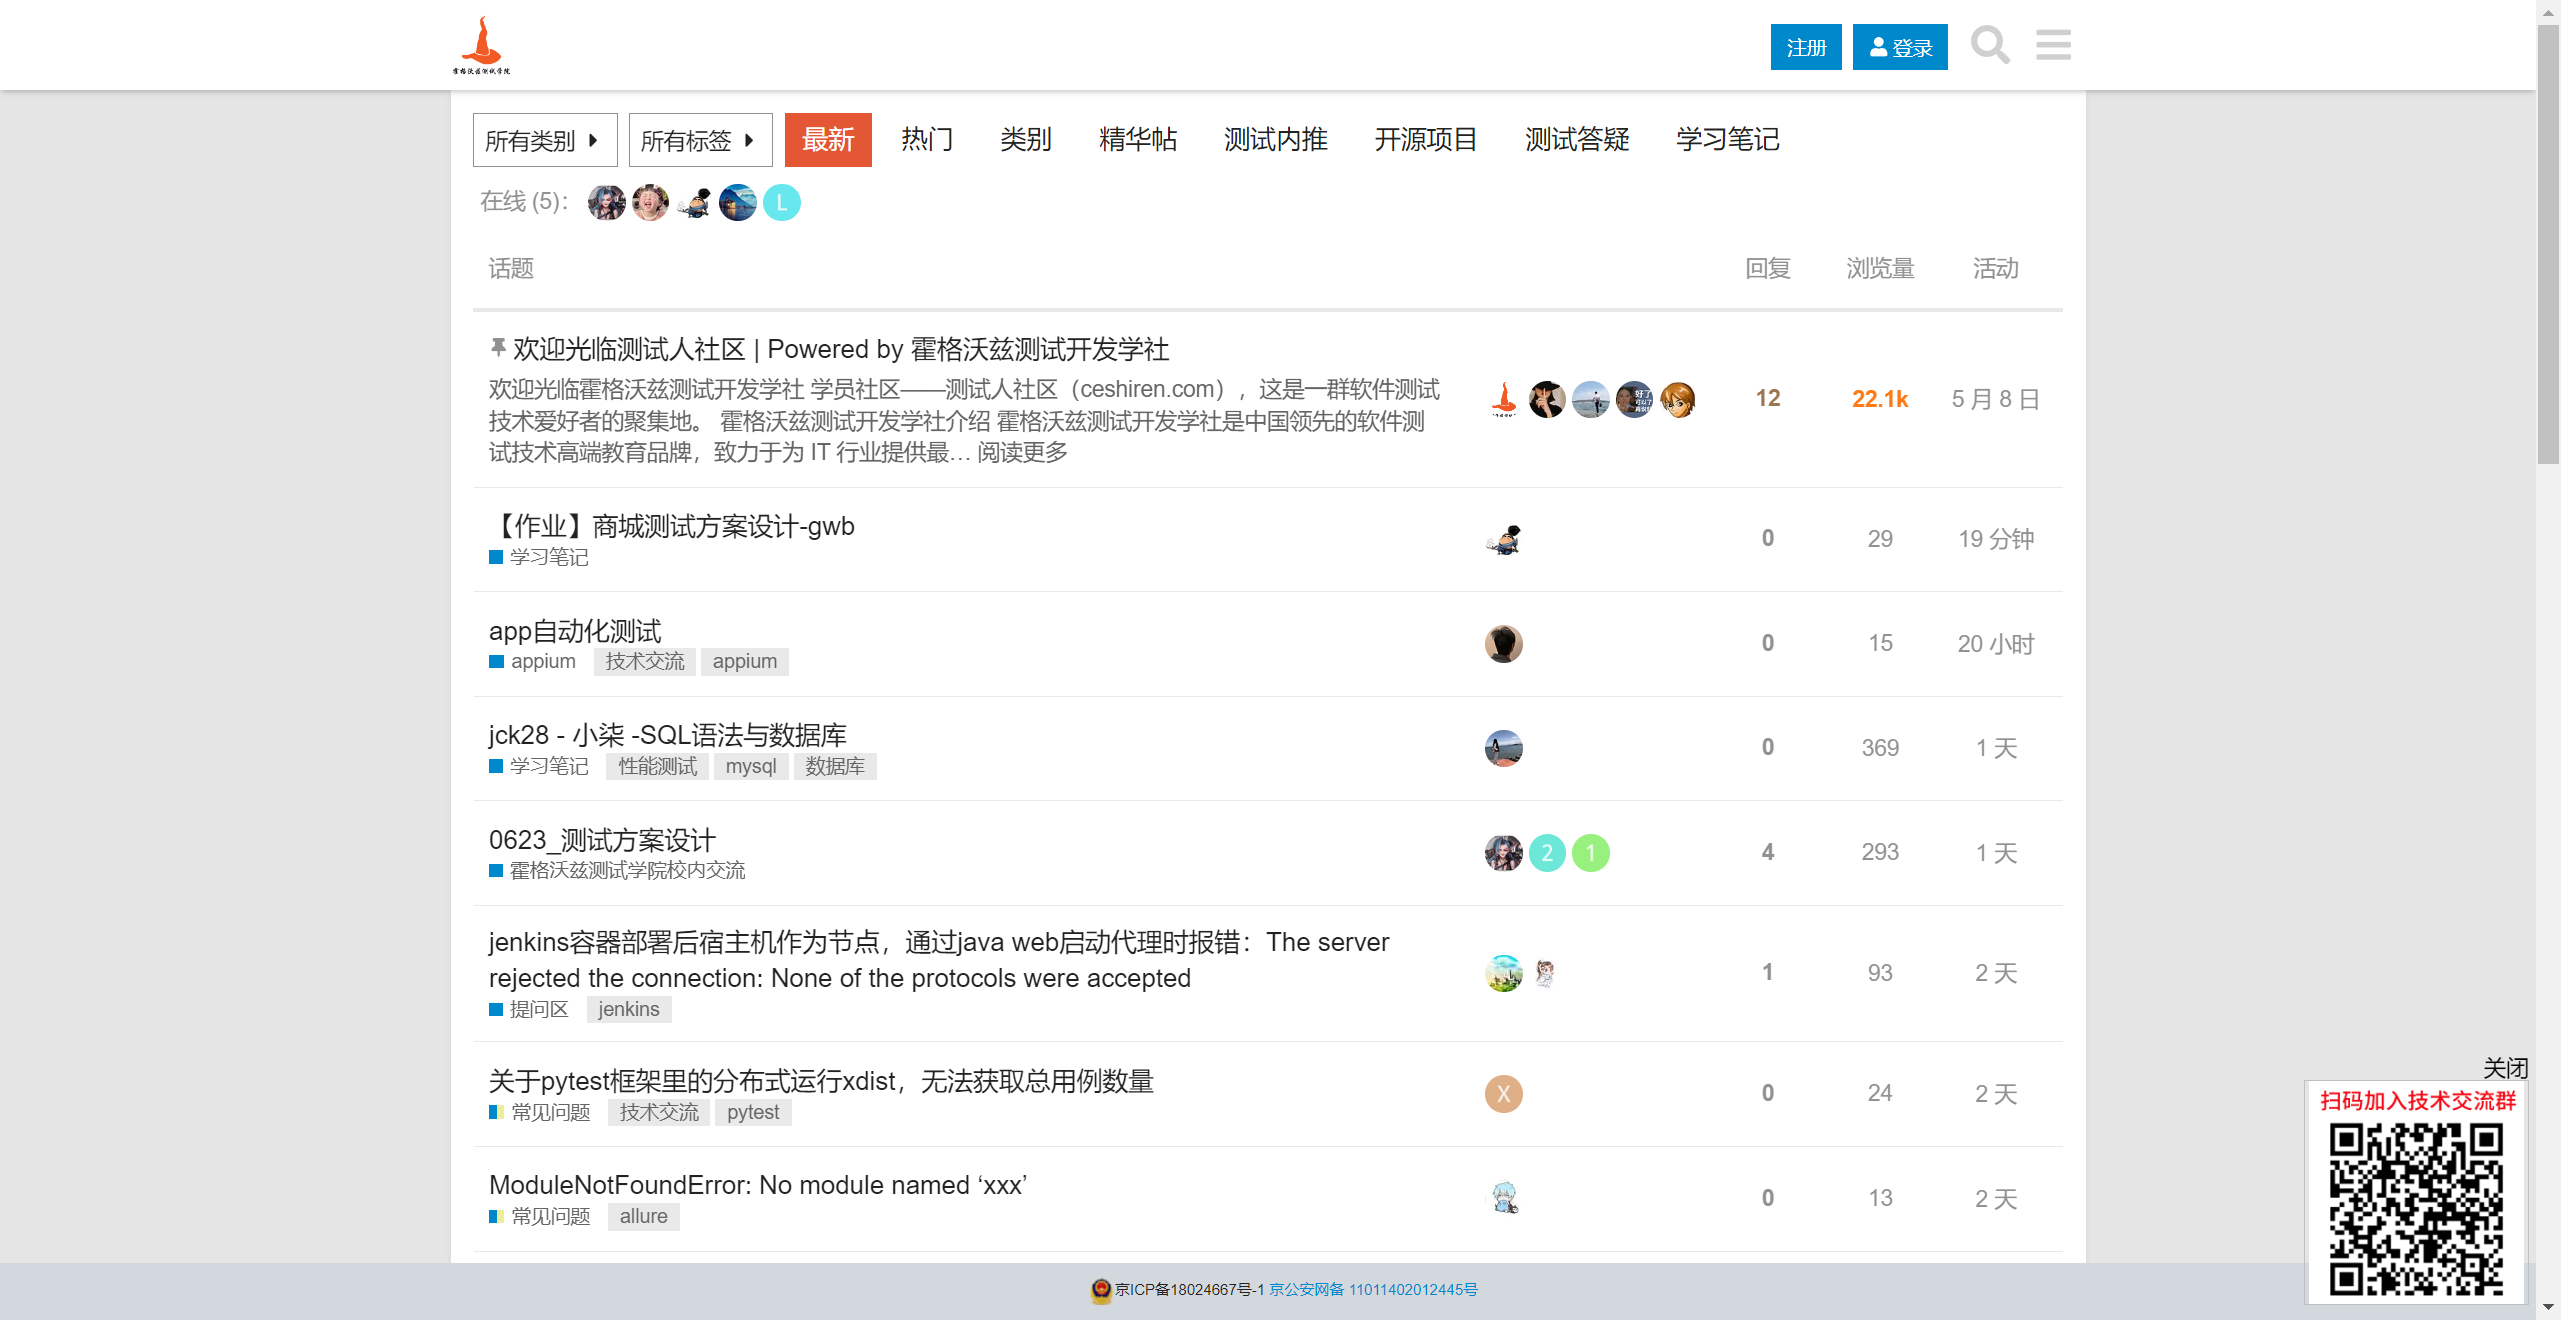 霍格沃兹测试学院
注册 登录
所有类别 所有标签 最新 热门 类别 精华帖 测试内推 开源项目 测试答疑 学习笔记
在线 (5)： L
话题 回复 浏览量 活动
欢迎光临测试人社区 | Powered by 霍格沃兹测试开发学社
欢迎光临霍格沃兹测试开发学社 学员社区——测试人社区（ceshiren.com），这是一群软件测试
技术爱好者的聚集地。 霍格沃兹测试开发学社介绍 霍格沃兹测试开发学社是中国领先的软件测
试技术高端教育品牌，致力于为 IT 行业提供最… 阅读更多
12 22.1k 5 月 8 日
【作业】商城测试方案设计-gwb
学习笔记
0 29 19 分钟
app自动化测试
appium 技术交流 appium
0 15 20 小时
jck28 - 小柒 -SQL语法与数据库
学习笔记 性能测试 mysql 数据库
0 369 1 天
0623_测试方案设计
霍格沃兹测试学院校内交流
2 1 4 293 1 天
jenkins容器部署后宿主机作为节点，通过java web启动代理时报错：The server
rejected the connection: None of the protocols were accepted
提问区 jenkins
1 93 2 天
关于pytest框架里的分布式运行xdist，无法获取总用例数量
常见问题 技术交流 pytest
X 0 24 2 天
ModuleNotFoundError: No module named ‘xxx’
常见问题 allure
0 13 2 天
关闭
扫码加入技术交流群
京ICP备18024667号-1 京公安网备 11011402012445号